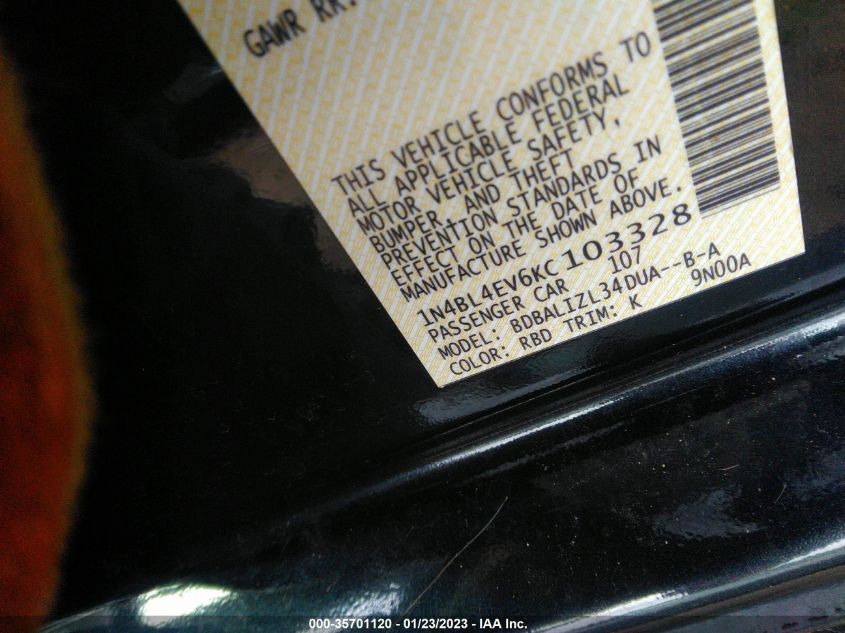 GAWR RR.
THIS VEHICLE CONFORMS TO
ALL APPLICABLE FEDERAL
MOTOR VEHICLE SAFETY,
BUMPER, AND THEFT
PREVENTION STANDARDS IN
EFFECT ON THE DATE OF
MANUFACTURE SHOWN ABOVE.
1N4BL4EV6KC103328
PASSENGER CAR 107
MODEL: BDBALIZL34DUA--B-A
COLOR: RBD TRIM: K 9N00A
000-35701120 - 01/23/2023 - IAA Inc.